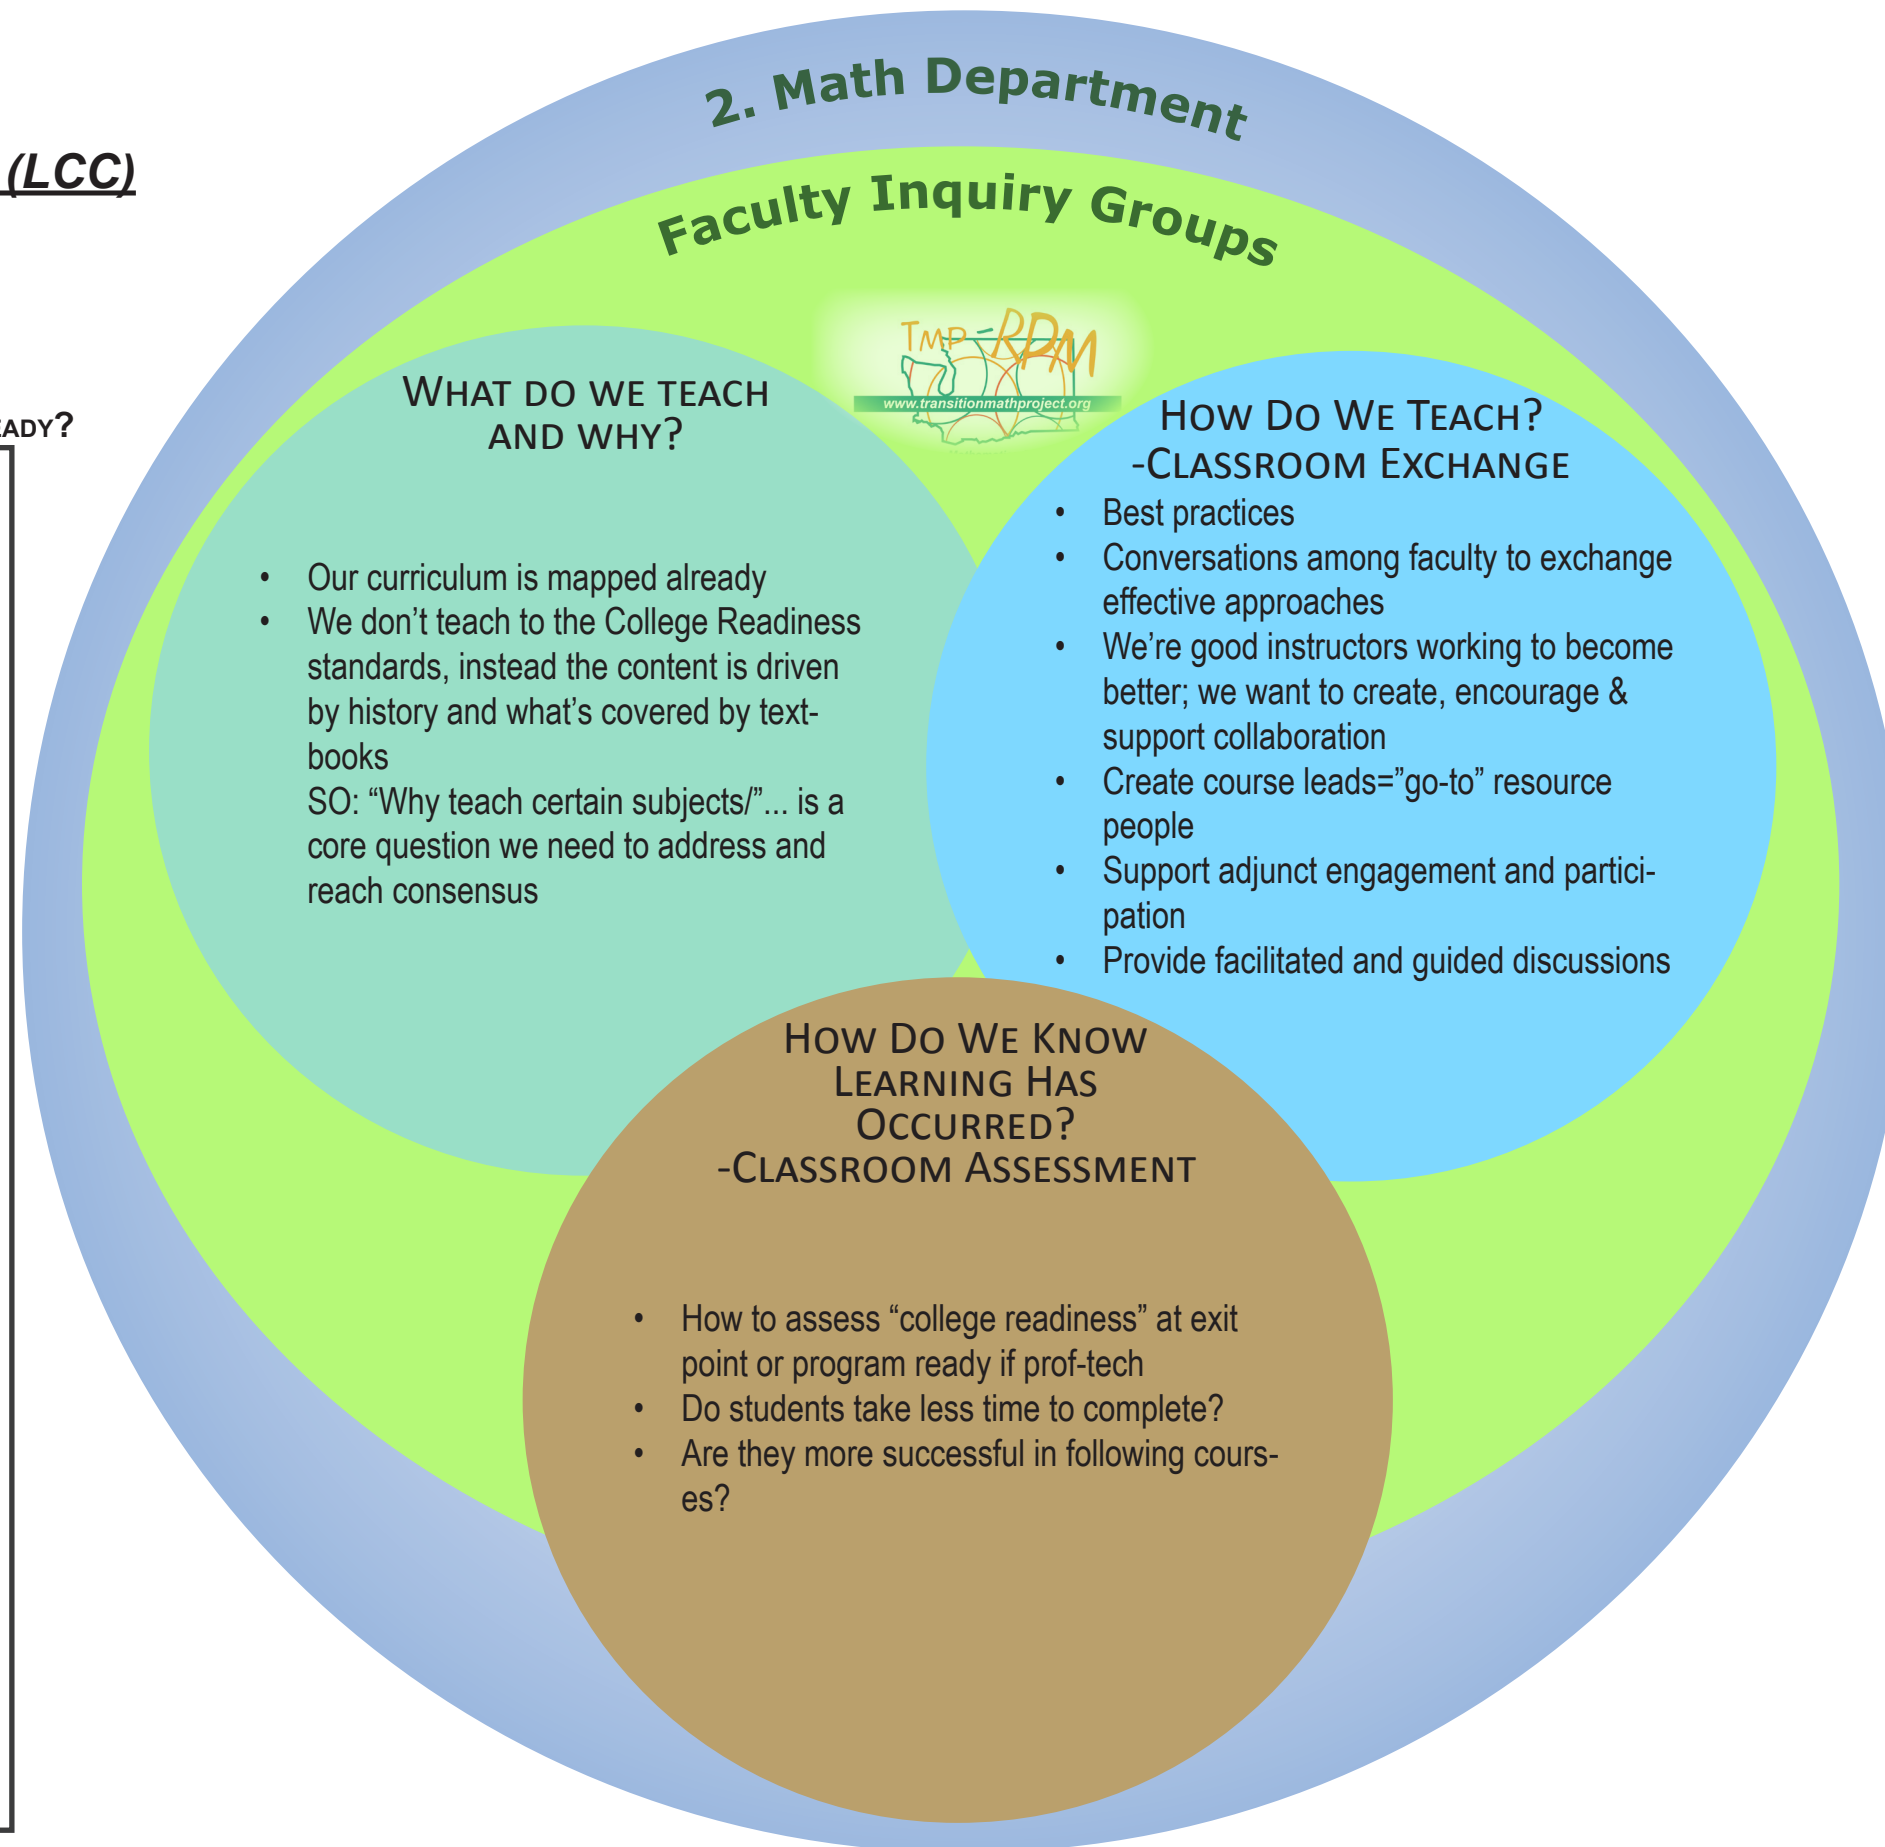 2. Math Department
(LCC)
Faculty Inquiry Groups
TMP-RPM
www.transitionmathproject.org
EADY?
WHAT DO WE TEACH
AND WHY?
• Our curriculum is mapped already
• We don’t teach to the College Readiness
standards, instead the content is driven
by history and what’s covered by text-
books
SO: “Why teach certain subjects/”... is a
core question we need to address and
reach consensus
HOW DO WE TEACH?
-CLASSROOM EXCHANGE
• Best practices
• Conversations among faculty to exchange
effective approaches
• We’re good instructors working to become
better; we want to create, encourage &
support collaboration
• Create course leads=”go-to” resource
people
• Support adjunct engagement and partici-
pation
• Provide facilitated and guided discussions
HOW DO WE KNOW
LEARNING HAS
OCCURRED?
-CLASSROOM ASSESSMENT
• How to assess “college readiness” at exit
point or program ready if prof-tech
• Do students take less time to complete?
• Are they more successful in following cours-
es?